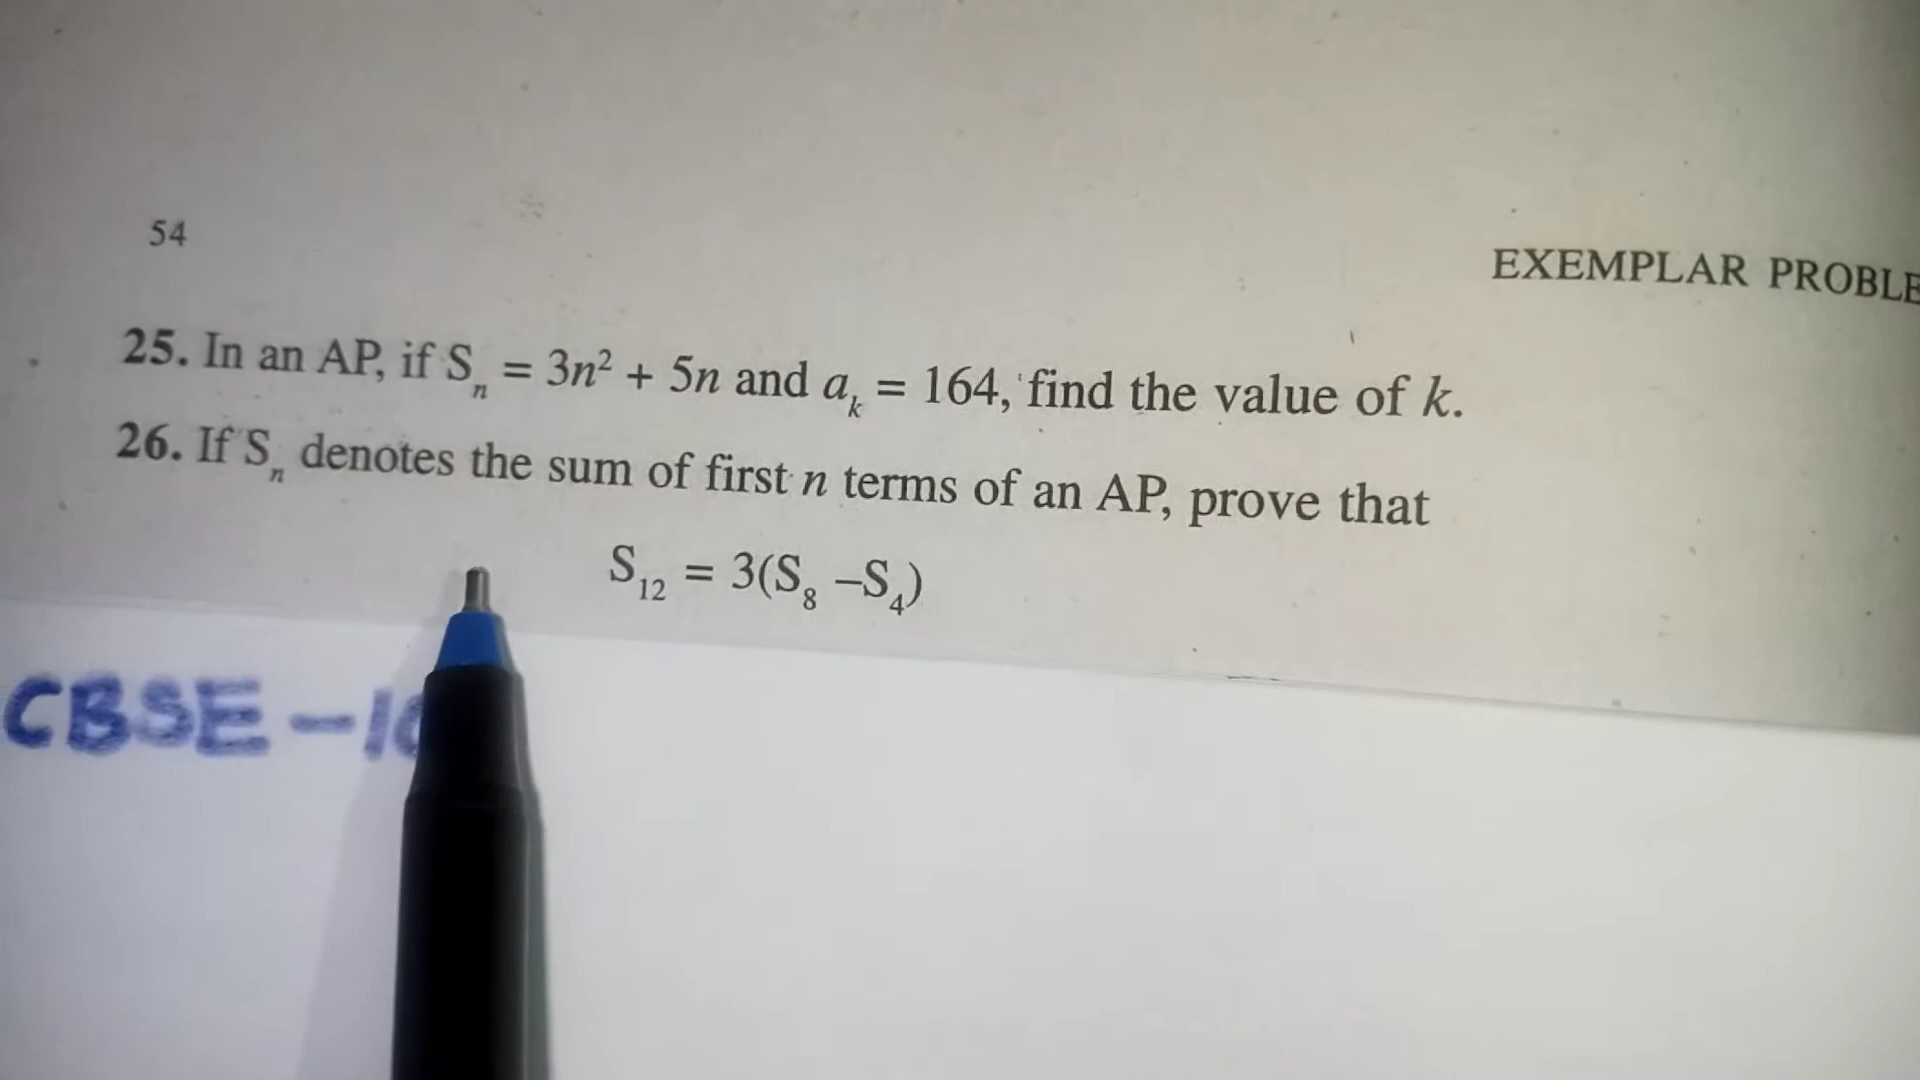 54
EXEMPLAR PROBLE
25. In an AP, if Sₙ = 3n² + 5n and aₖ = 164, find the value of k.
26. If Sₙ denotes the sum of first n terms of an AP, prove that
S₁₂ = 3(S₈ –S₄)
CBSE -